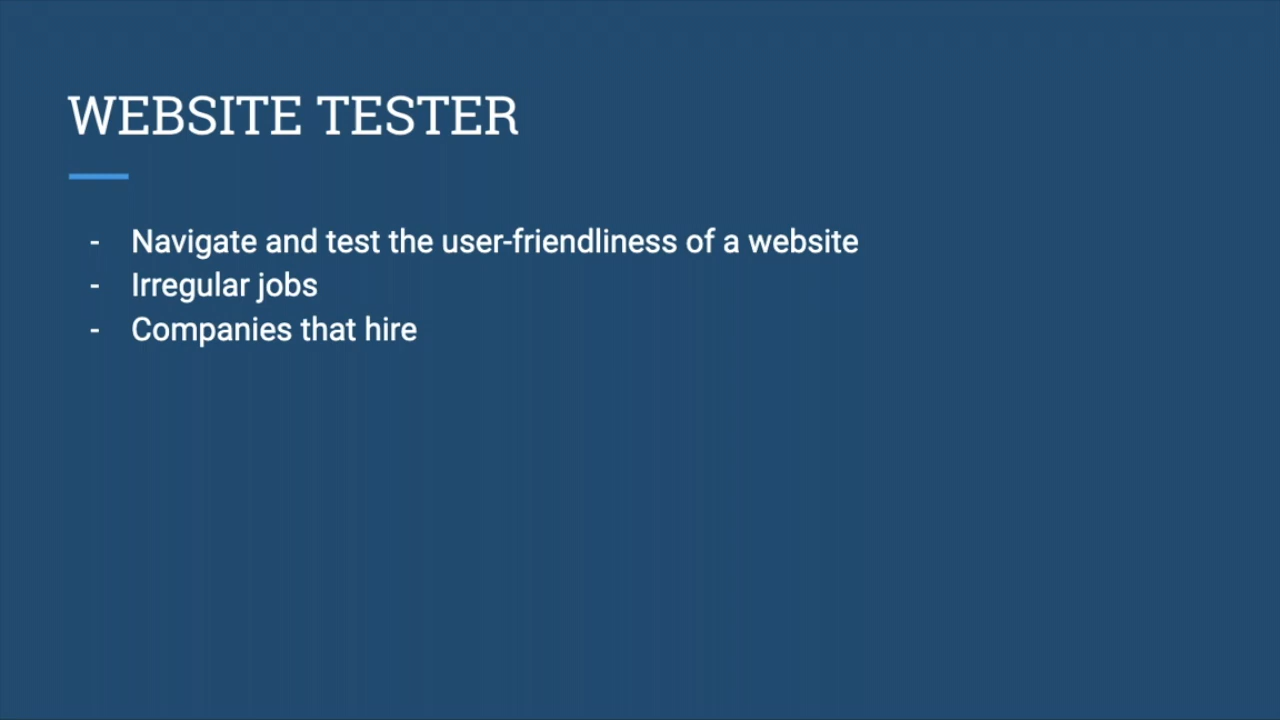 WEBSITE TESTER
- Navigate and test the user-friendliness of a website
- Irregular jobs
- Companies that hire